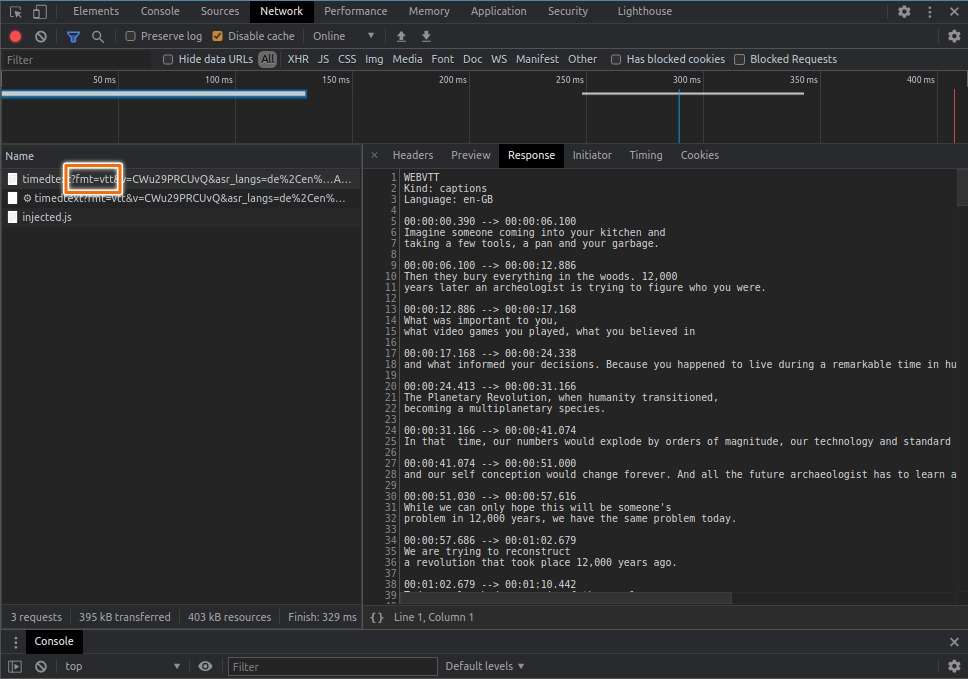 Elements Console Sources Network Performance Memory Application Security Lighthouse
Preserve log Disable cache Online
Filter Hide data URLs All XHR JS CSS Img Media Font Doc WS Manifest Other Has blocked cookies Blocked Requests
50 ms 100 ms 150 ms 200 ms 250 ms 300 ms 350 ms 400 ms
Name
timedtext?fmt=vtt&v=CWu29PRCUvQ&asr_langs=de%2Cen%...A...
timedtext?fmt=vtt&v=CWu29PRCUvQ&asr_langs=de%2Cen%...
injected.js
3 requests 395 kB transferred 403 kB resources Finish: 329 ms
× Headers Preview Response Initiator Timing Cookies
1 WEBVTT
2 Kind: captions
3 Language: en-GB
4
5 00:00:00.390 --> 00:00:06.100
6 Imagine someone coming into your kitchen and
7 taking a few tools, a pan and your garbage.
8
9 00:00:06.100 --> 00:00:12.886
10 Then they bury everything in the woods. 12,000
11 years later an archeologist is trying to figure who you were.
12
13 00:00:12.886 --> 00:00:17.168
14 What was important to you,
15 what video games you played, what you believed in
16
17 00:00:17.168 --> 00:00:24.338
18 and what informed your decisions. Because you happened to live during a remarkable time in hu
19
20 00:00:24.413 --> 00:00:31.166
21 The Planetary Revolution, when humanity transitioned,
22 becoming a multiplanetary species.
23
24 00:00:31.166 --> 00:00:41.074
25 In that  time, our numbers would explode by orders of magnitude, our technology and standard
26
27 00:00:41.074 --> 00:00:51.000
28 and our self conception would change forever. And all the future archaeologist has to learn a
29
30 00:00:51.030 --> 00:00:57.616
31 While we can only hope this will be someone's
32 problem in 12,000 years, we have the same problem today.
33
34 00:00:57.686 --> 00:01:02.679
35 We are trying to reconstruct
36 a revolution that took place 12,000 years ago.
37
38 00:01:02.679 --> 00:01:10.442
39
{} Line 1, Column 1
Console
top Filter Default levels